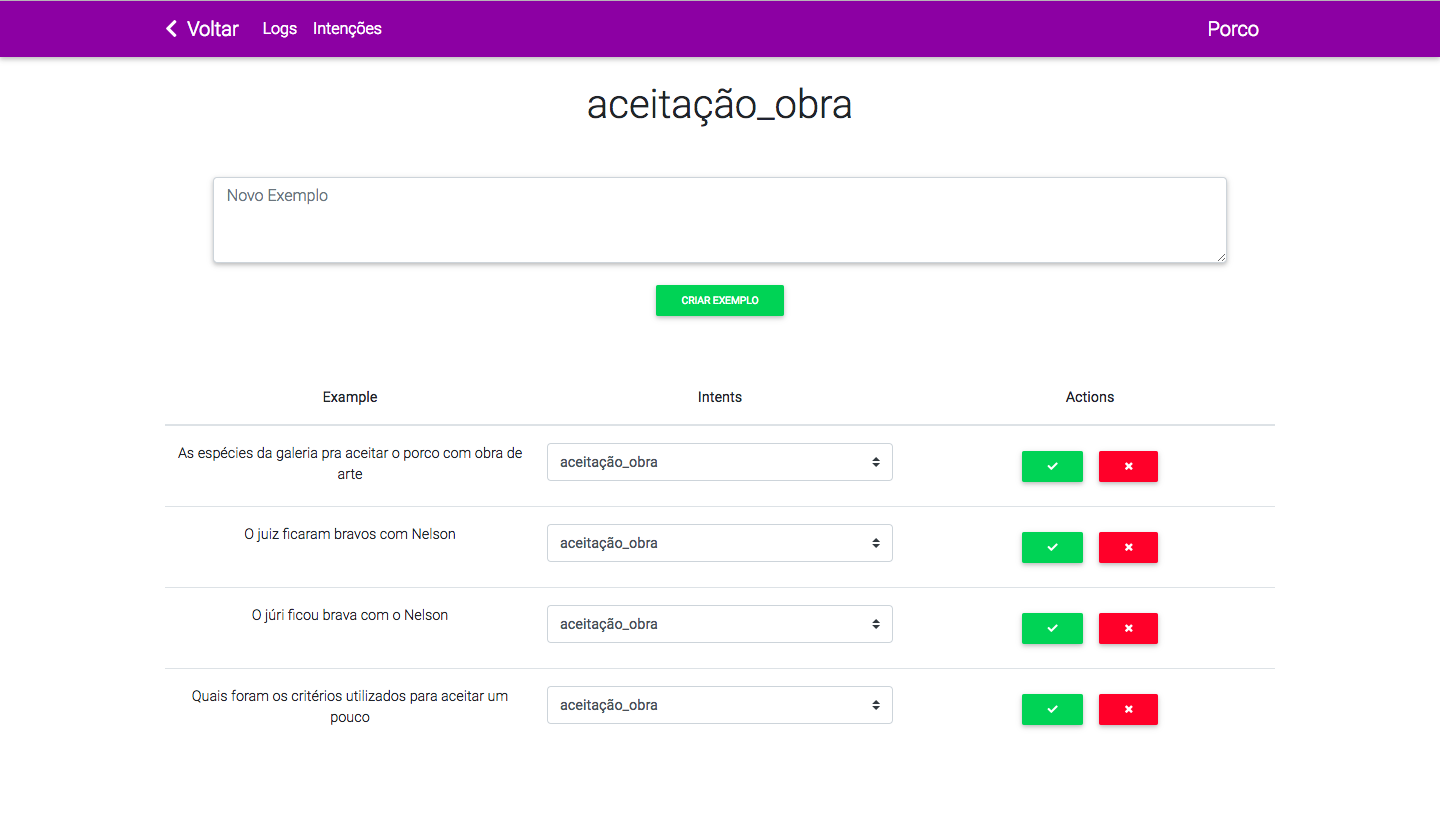 Voltar Logs Intenções Porco
aceitação_obra
Novo Exemplo
CRIAR EXEMPLO
Example Intents Actions
As espécies da galeria pra aceitar o porco com obra de
arte
aceitação_obra
O juiz ficaram bravos com Nelson
aceitação_obra
O júri ficou brava com o Nelson
aceitação_obra
Quais foram os critérios utilizados para aceitar um
pouco
aceitação_obra